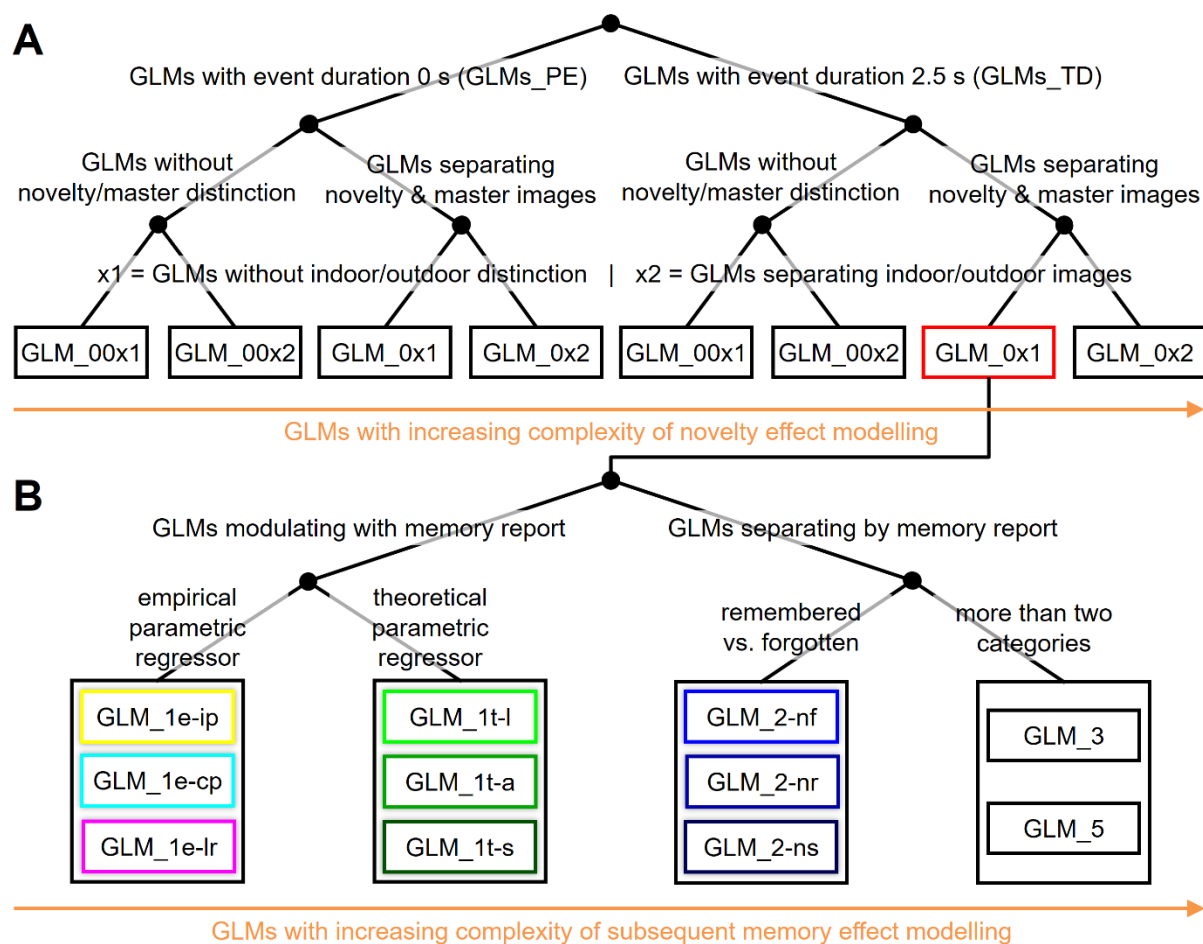 A
GLMs with event duration 0 s (GLMs_PE)
GLMs with event duration 2.5 s (GLMs_TD)
GLMs without
novelty/master distinction
GLMs separating
novelty & master images
GLMs without
novelty/master distinction
GLMs separating
novelty & master images
x1 = GLMs without indoor/outdoor distinction | x2 = GLMs separating indoor/outdoor images
GLM_00x1
GLM_00x2
GLM_0x1
GLM_0x2
GLM_00x1
GLM_00x2
GLM_0x1
GLM_0x2
GLMs with increasing complexity of novelty effect modelling
B
GLMs modulating with memory report
GLMs separating by memory report
empirical
parametric
regressor
theoretical
parametric
regressor
remembered
vs. forgotten
more than two
categories
GLM_1e-ip
GLM_1e-cp
GLM_1e-lr
GLM_1t-l
GLM_1t-a
GLM_1t-s
GLM_2-nf
GLM_2-nr
GLM_2-ns
GLM_3
GLM_5
GLMs with increasing complexity of subsequent memory effect modelling